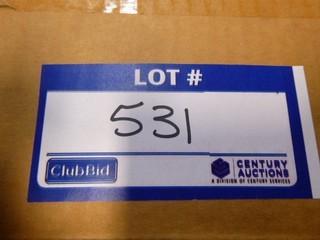 LOT #
531
ClubBid
CENTURY
AUCTIONS
A DIVISION OF CENTURY SERVICES